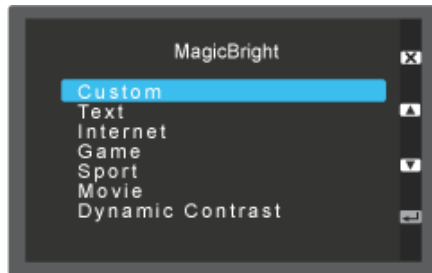 MagicBright
Custom
Text
Internet
Game
Sport
Movie
Dynamic Contrast